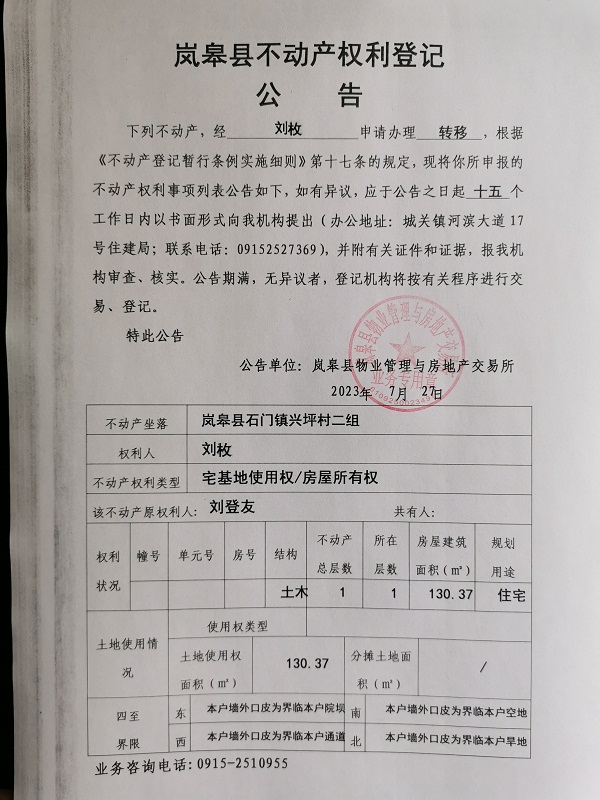 岚皋县不动产权利登记
公 告
下列不动产，经 刘枚 申请办理 转移 ，根据
《不动产登记暂行条例实施细则》第十七条的规定，现将你所申报的
不动产权利事项列表公告如下，如有异议，应于公告之日起 十五 个
工作日内以书面形式向我机构提出（办公地址：城关镇河滨大道17
号住建局；联系电话：09152527369），并附有关证件和证据，报我机
构审查、核实。公告期满，无异议者，登记机构将按有关程序进行交
易、登记。
特此公告
公告单位：岚皋县物业管理与房地产交易所
2023年 7月 27日
岚皋县物业管理与房地产交易所
业务专用章
不动产坐落 岚皋县石门镇兴坪村二组
权利人 刘枚
不动产权利类型 宅基地使用权/房屋所有权
该不动产原权利人：刘登友 共有人：
权利状况 幢号 单元号 房号 结构 不动产总层数 所在层数 房屋建筑面积（㎡） 规划用途
土木 1 1 130.37 住宅
土地使用情况 使用权类型
土地使用权面积（㎡） 130.37 分摊土地面积（㎡） /
四至界限 东 本户墙外口皮为界临本户院坝 南 本户墙外口皮为界临本户空地
西 本户墙外口皮为界临本户通道 北 本户墙外口皮为界临本户旱地
业务咨询电话:0915-2510955